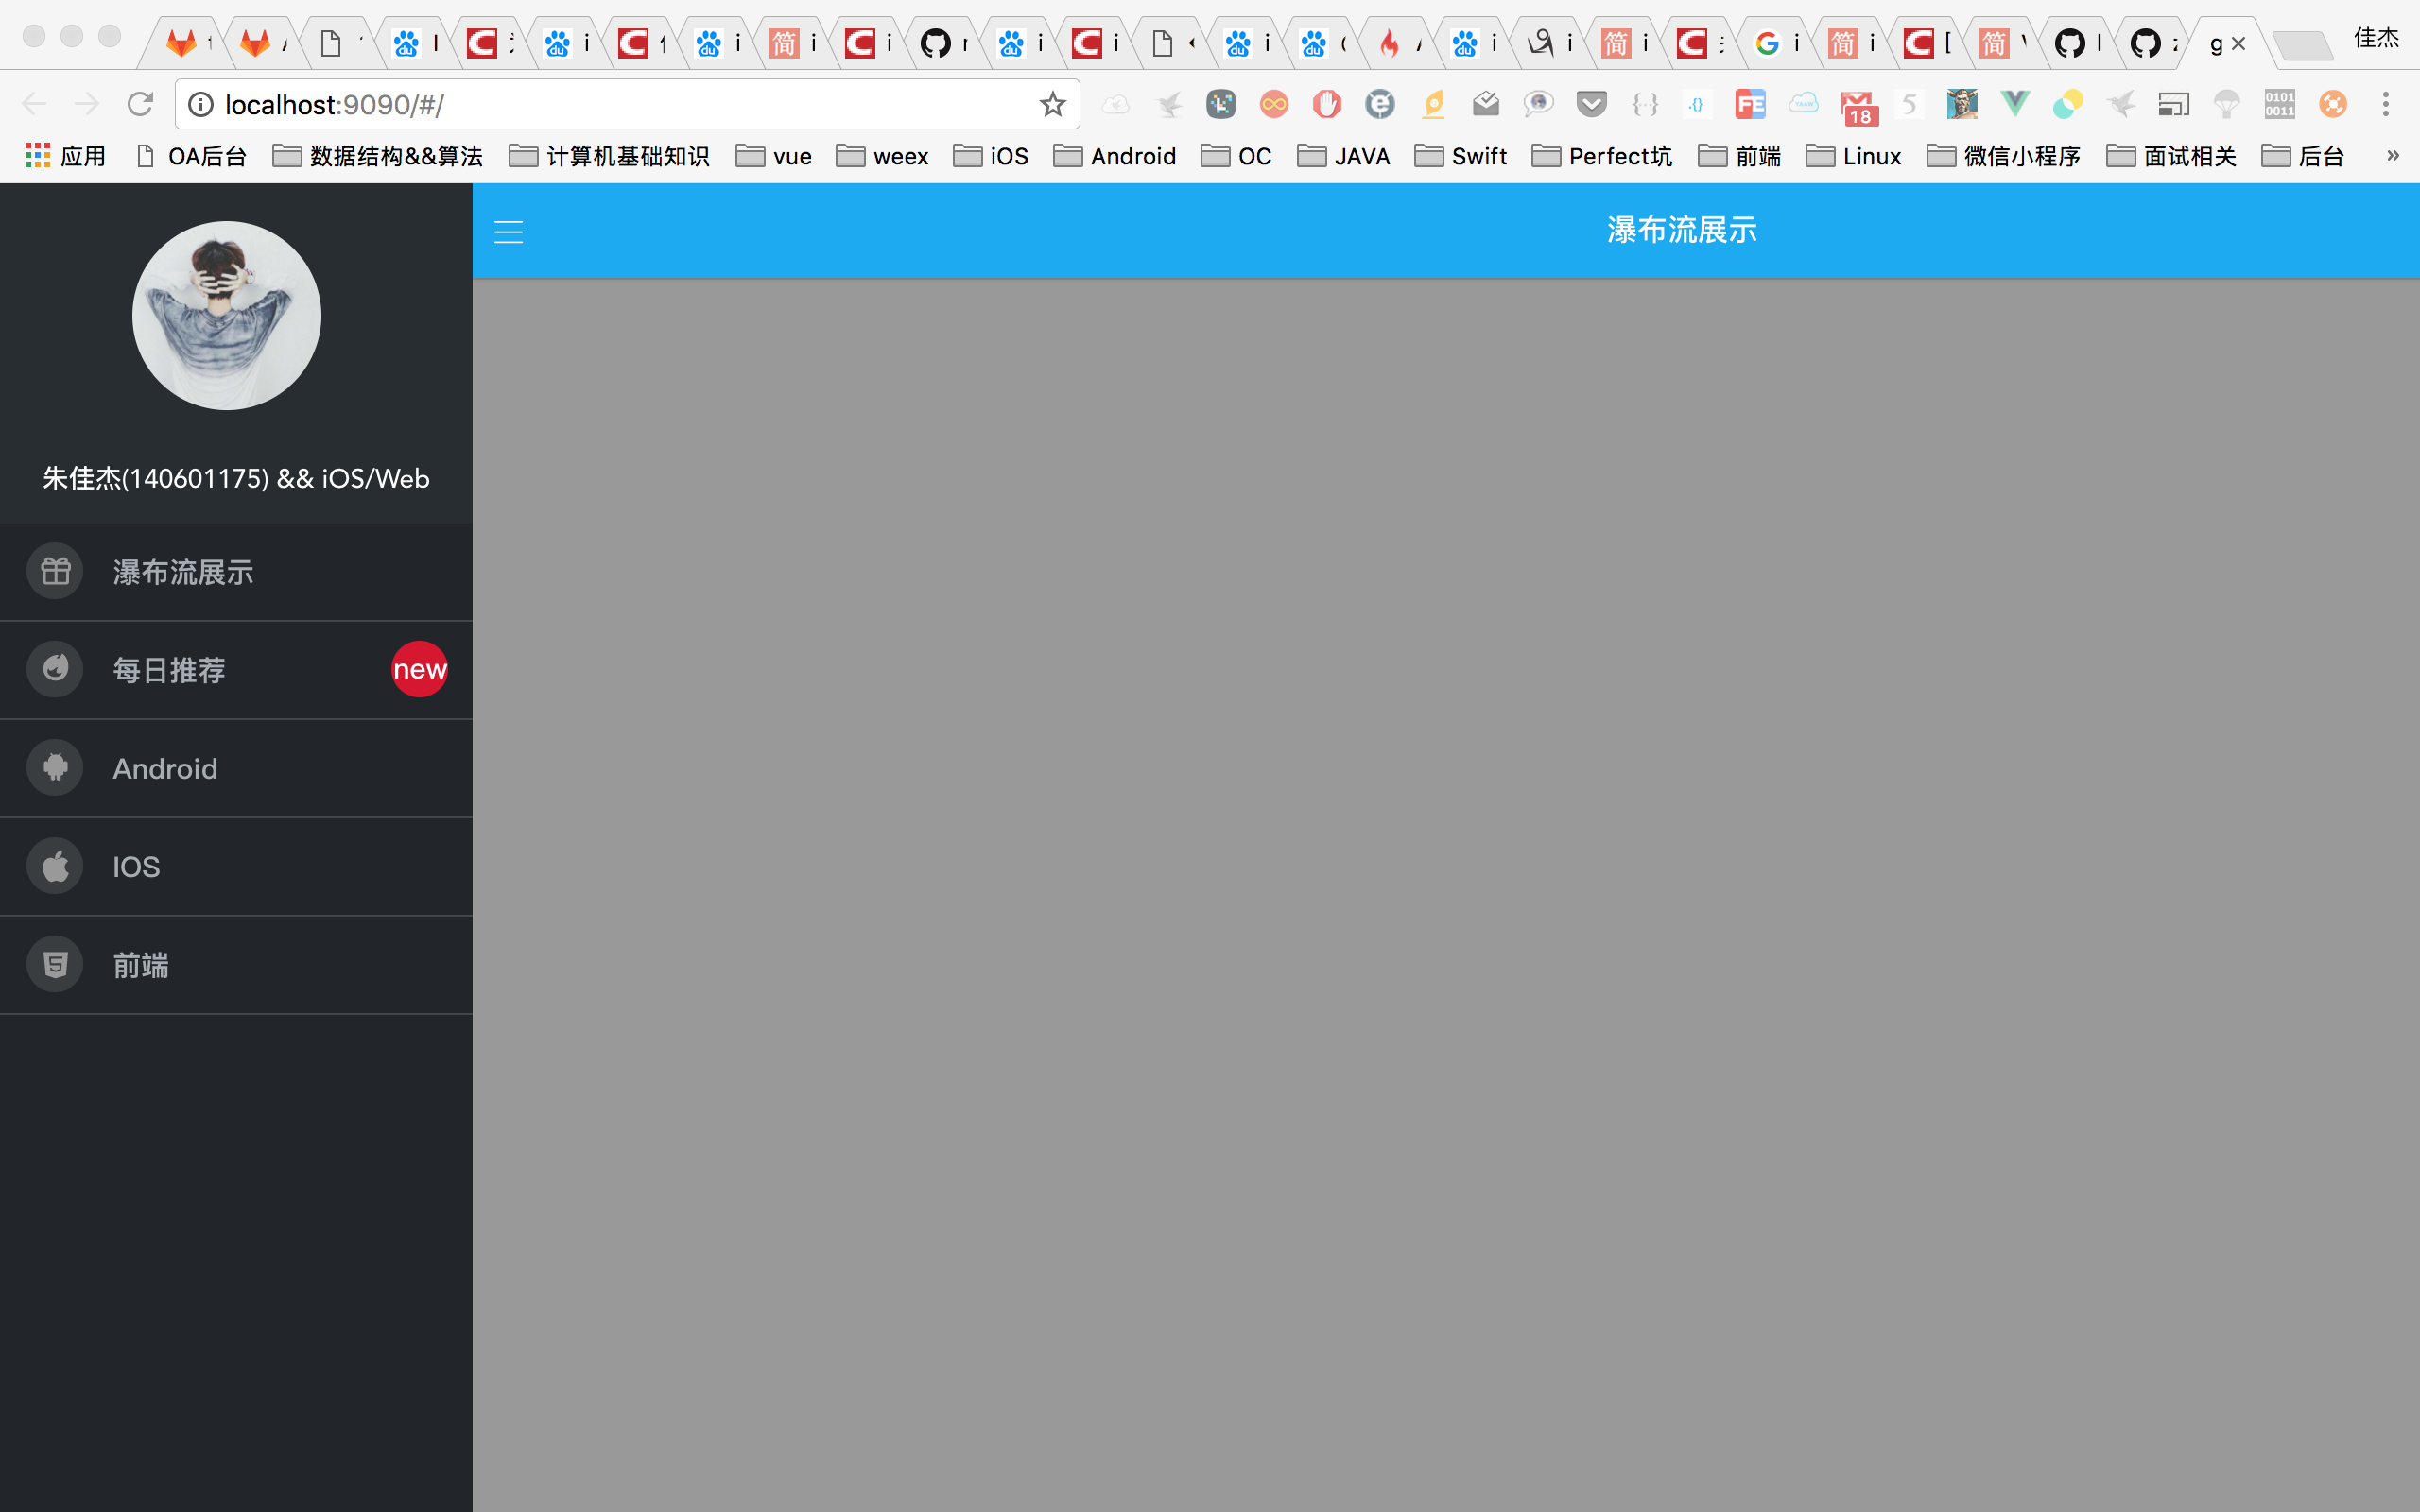 佳杰
localhost:9090/#/
18
0101
0011
应用 OA后台 数据结构&&算法 计算机基础知识 vue weex iOS Android OC JAVA Swift Perfect坑 前端 Linux 微信小程序 面试相关 后台 »
瀑布流展示
朱佳杰(140601175) && iOS/Web
瀑布流展示
每日推荐 new
Android
IOS
前端